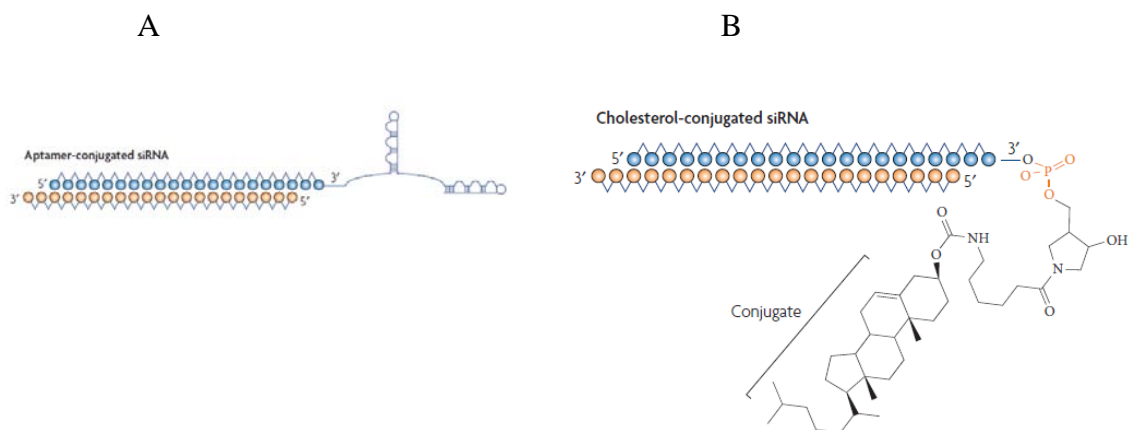 A
B
Aptamer-conjugated siRNA
5′
3′
3′
5′
Cholesterol-conjugated siRNA
5′
3′
3′
5′
O
O
O
P
O
OH
N
O
O
NH
O
Conjugate